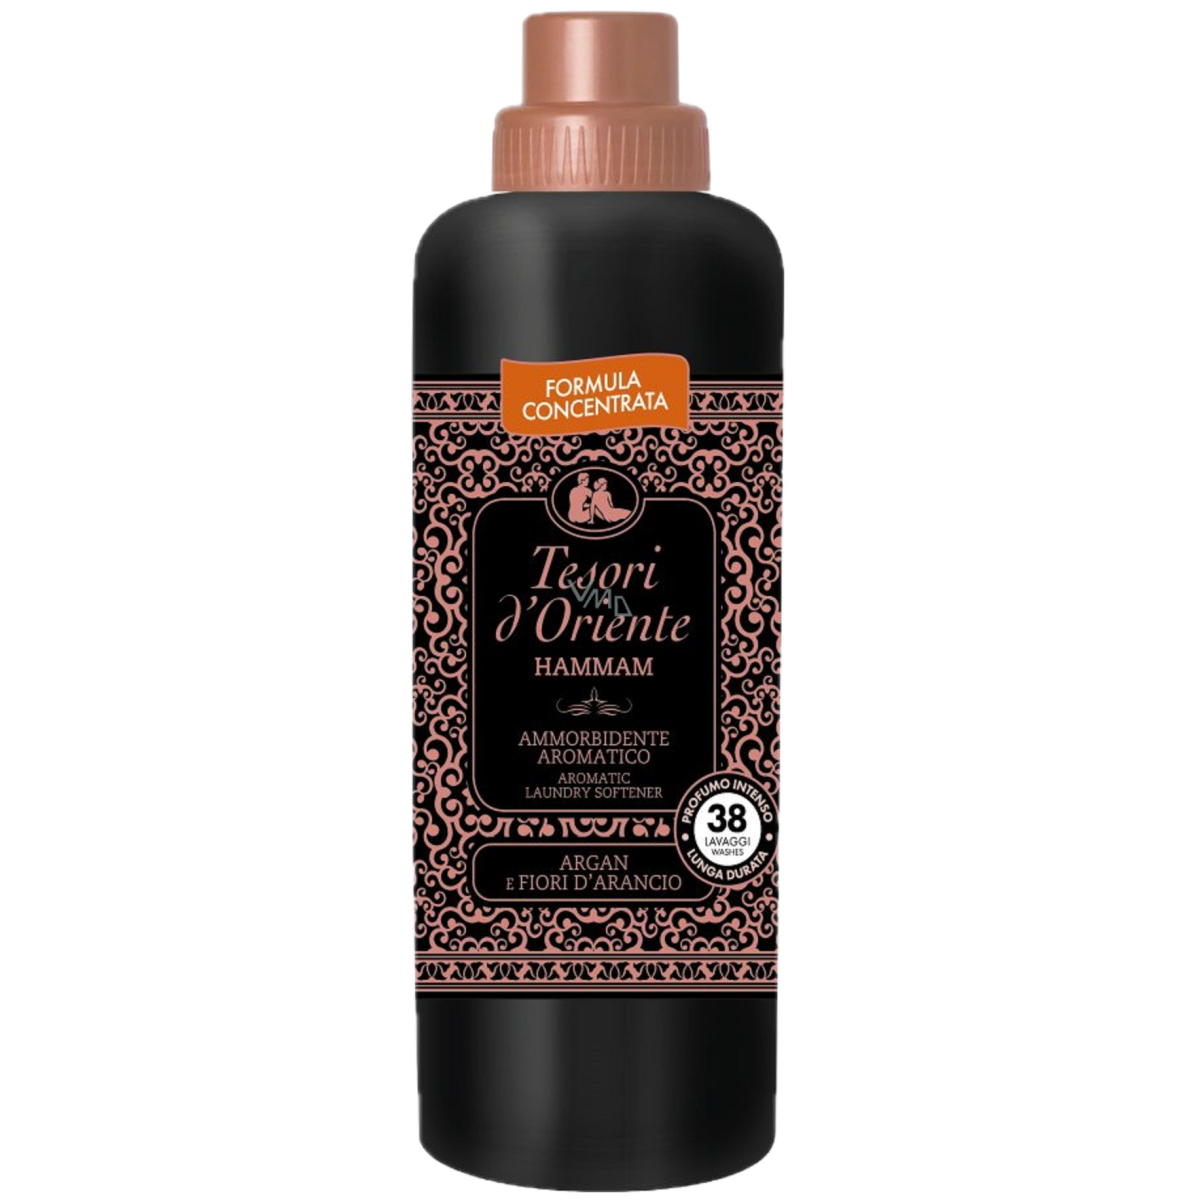 FORMULA
CONCENTRATA
Tesori
d'Oriente
VMD
HAMMAM
AMMORBIDENTE
AROMATICO
AROMATIC
LAUNDRY SOFTENER
PROFUMO INTENSO
38
LAVAGGI
WASHES
LUNGA DURATA
ARGAN
E FIORI D'ARANCIO